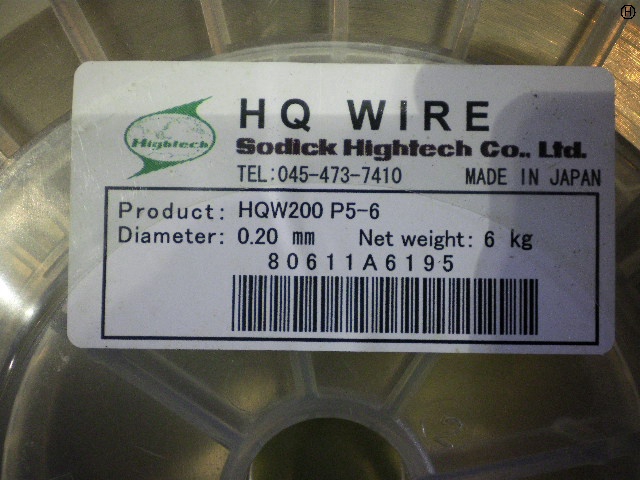 H
HQ WIRE
Hightech
Sodick Hightech Co., Ltd.
TEL:045-473-7410 MADE IN JAPAN
Product: HQW200 P5-6
Diameter: 0.20 mm Net weight: 6 kg
80611A6195